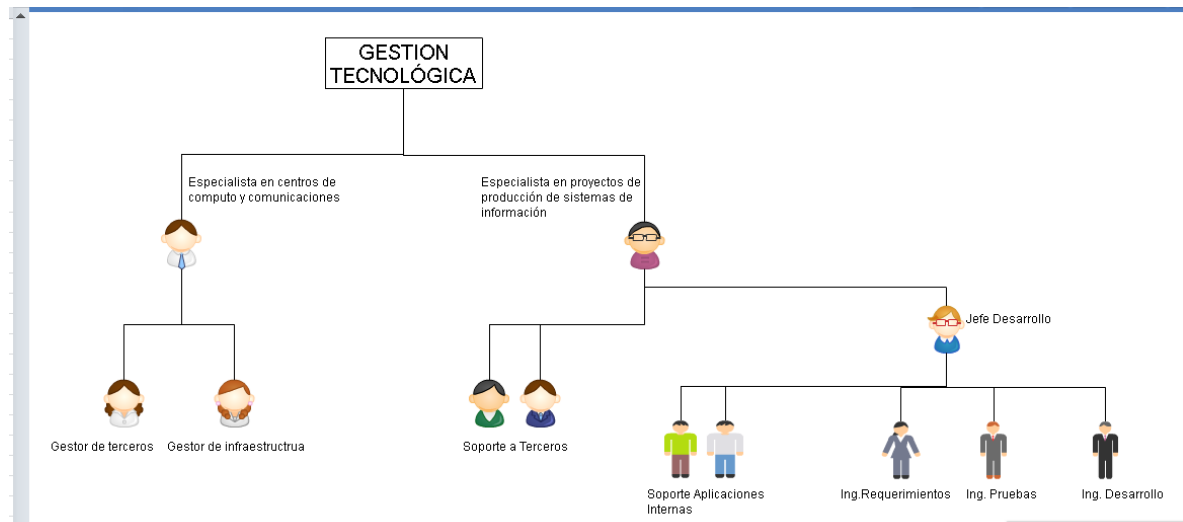 GESTION
TECNOLÓGICA
Especialista en centros de
computo y comunicaciones
Especialista en proyectos de
producción de sistemas de
información
Jefe Desarrollo
Gestor de terceros
Gestor de infraestructrua
Soporte a Terceros
Soporte Aplicaciones
Internas
Ing.Requerimientos
Ing. Pruebas
Ing. Desarrollo